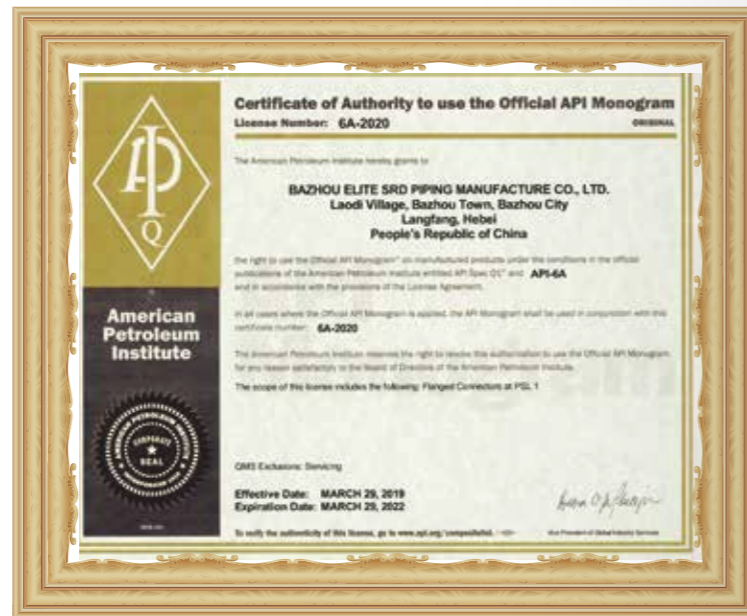 API
Q
American
Petroleum
Institute
AMERICAN PETROLEUM INSTITUTE
CORPORATE
SEAL
Certificate of Authority to use the Official API Monogram
License Number: 6A-2020
ORIGINAL
The American Petroleum Institute hereby grants to
BAZHOU ELITE SRD PIPING MANUFACTURE CO., LTD.
Laodi Village, Bazhou Town, Bazhou City
Langfang, Hebei
People's Republic of China
the right to use the Official API Monogram® on manufactured products under the conditions in the official
publications of the American Petroleum Institute entitled API Spec Q1® and API-6A
and in accordance with the provisions of the License Agreement.
In all cases where the Official API Monogram is applied, the API Monogram shall be used in conjunction with this
certificate number: 6A-2020
The American Petroleum Institute reserves the right to revoke this authorization to use the Official API Monogram
for any reason satisfactory to the Board of Directors of the American Petroleum Institute.
The scope of this license includes the following: Flanged Connectors at PSL 1
QMS Exclusions: Servicing
Effective Date: MARCH 29, 2019
Expiration Date: MARCH 29, 2022
To verify the authenticity of this license, go to www.api.org/compositelist.
Vice President of Global Industry Services